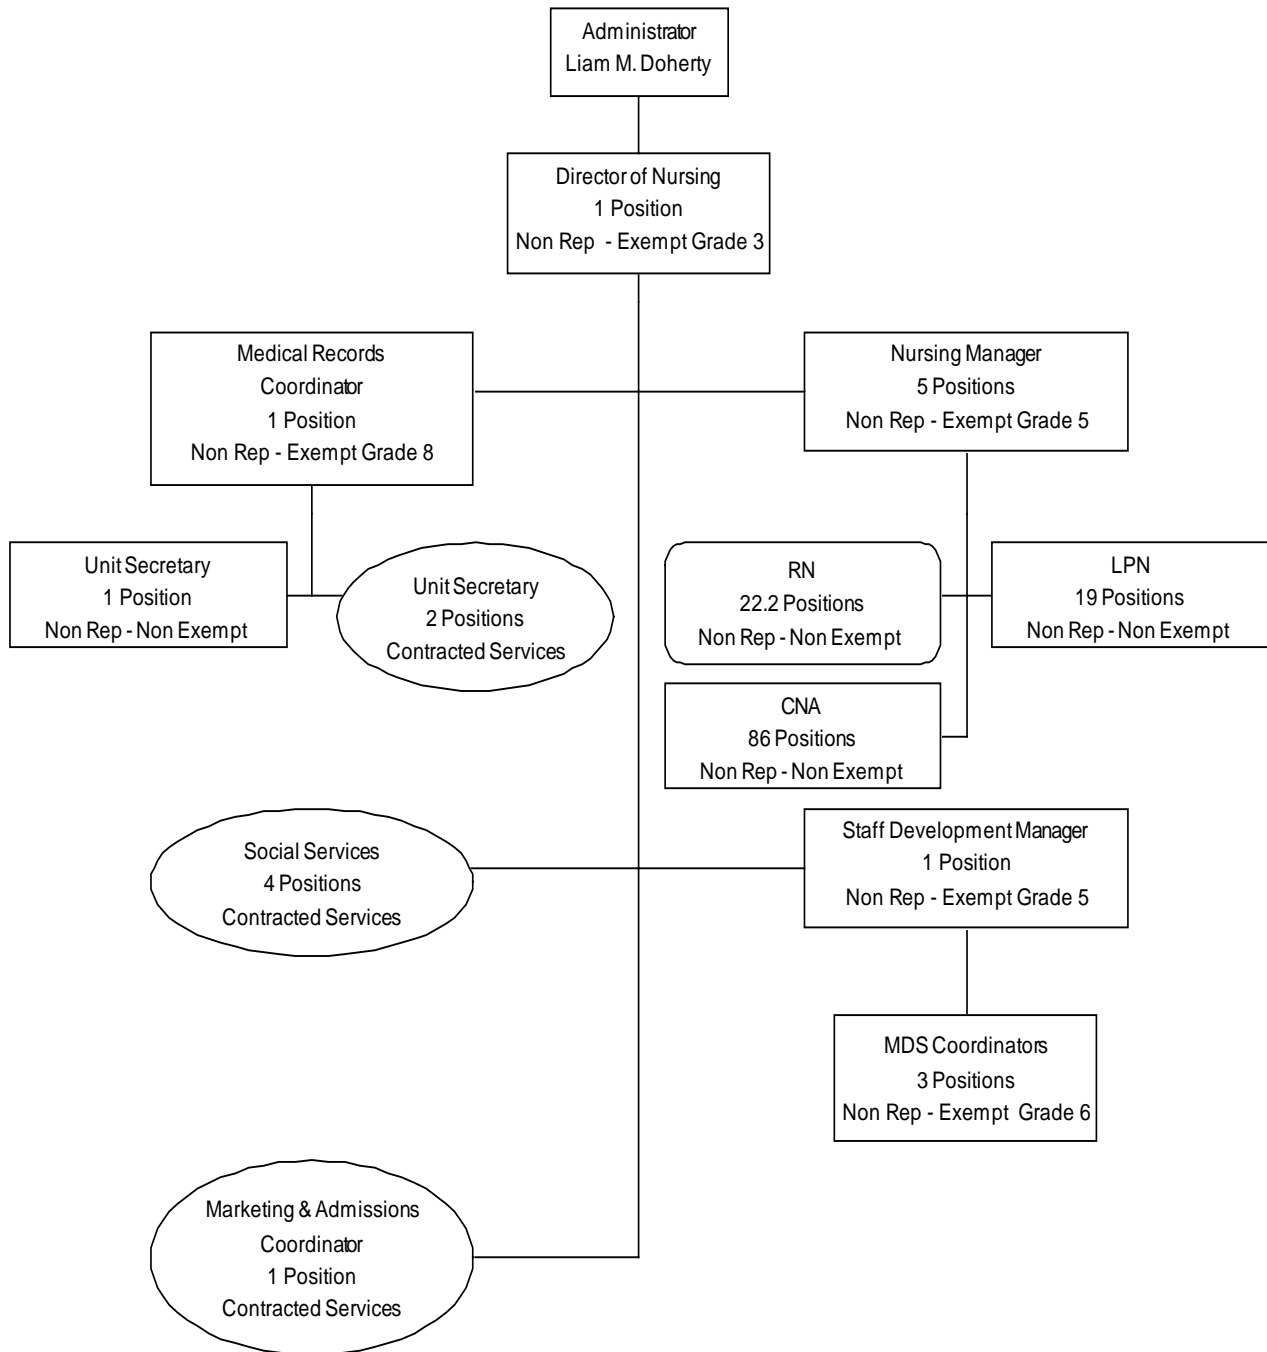 Administrator
Liam M. Doherty
Director of Nursing
1 Position
Non Rep - Exempt Grade 3
Medical Records
Coordinator
1 Position
Non Rep - Exempt Grade 8
Nursing Manager
5 Positions
Non Rep - Exempt Grade 5
Unit Secretary
1 Position
Non Rep - Non Exempt
Unit Secretary
2 Positions
Contracted Services
RN
22.2 Positions
Non Rep - Non Exempt
LPN
19 Positions
Non Rep - Non Exempt
CNA
86 Positions
Non Rep - Non Exempt
Social Services
4 Positions
Contracted Services
Staff Development Manager
1 Position
Non Rep - Exempt Grade 5
MDS Coordinators
3 Positions
Non Rep - Exempt Grade 6
Marketing & Admissions
Coordinator
1 Position
Contracted Services